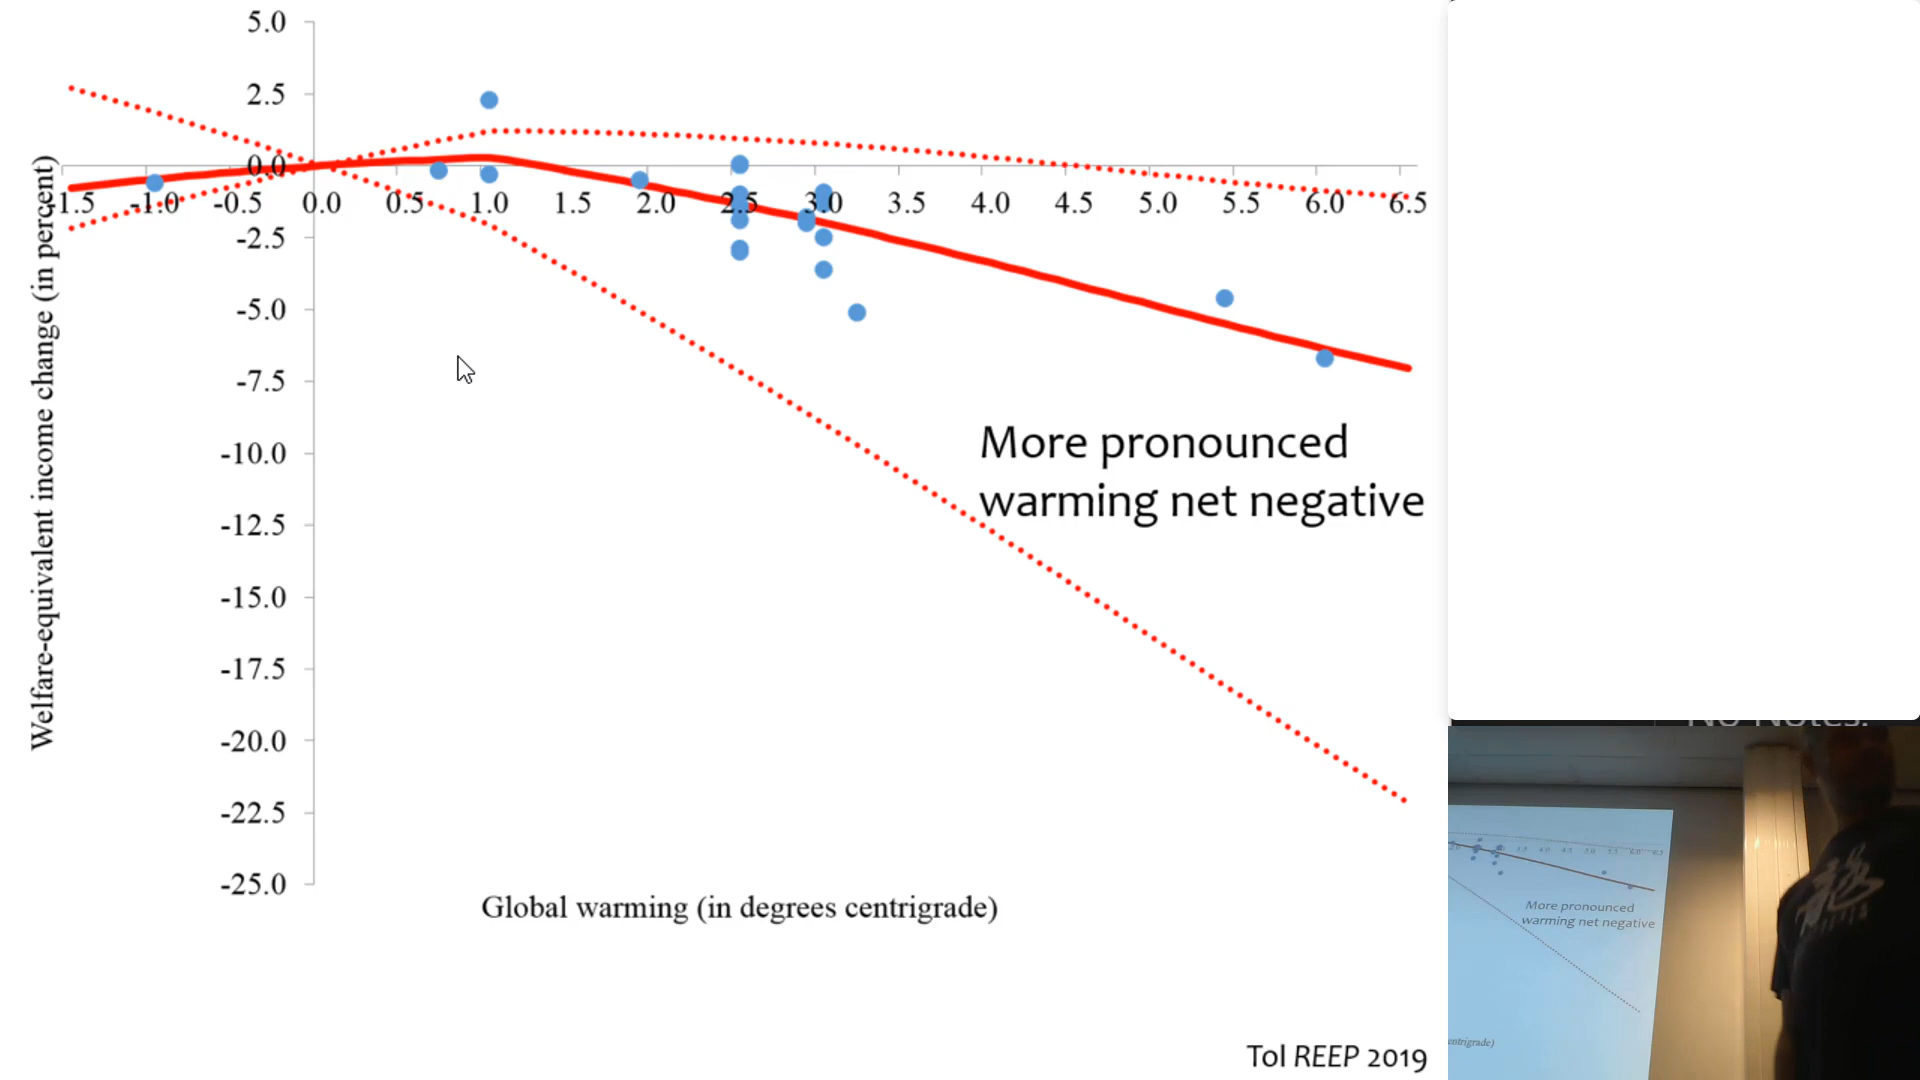 5.0
2.5
0.0
-1.5 -1.0 -0.5 0.0 0.5 1.0 1.5 2.0 2.5 3.0 3.5 4.0 4.5 5.0 5.5 6.0 6.5
-2.5
-5.0
-7.5
-10.0
-12.5
-15.0
-17.5
-20.0
-22.5
-25.0
Welfare-equivalent income change (in percent)
More pronounced
warming net negative
Global warming (in degrees centrigrade)
Tol REEP 2019
No Notes.
More pronounced
warming net negative
entrigrade)